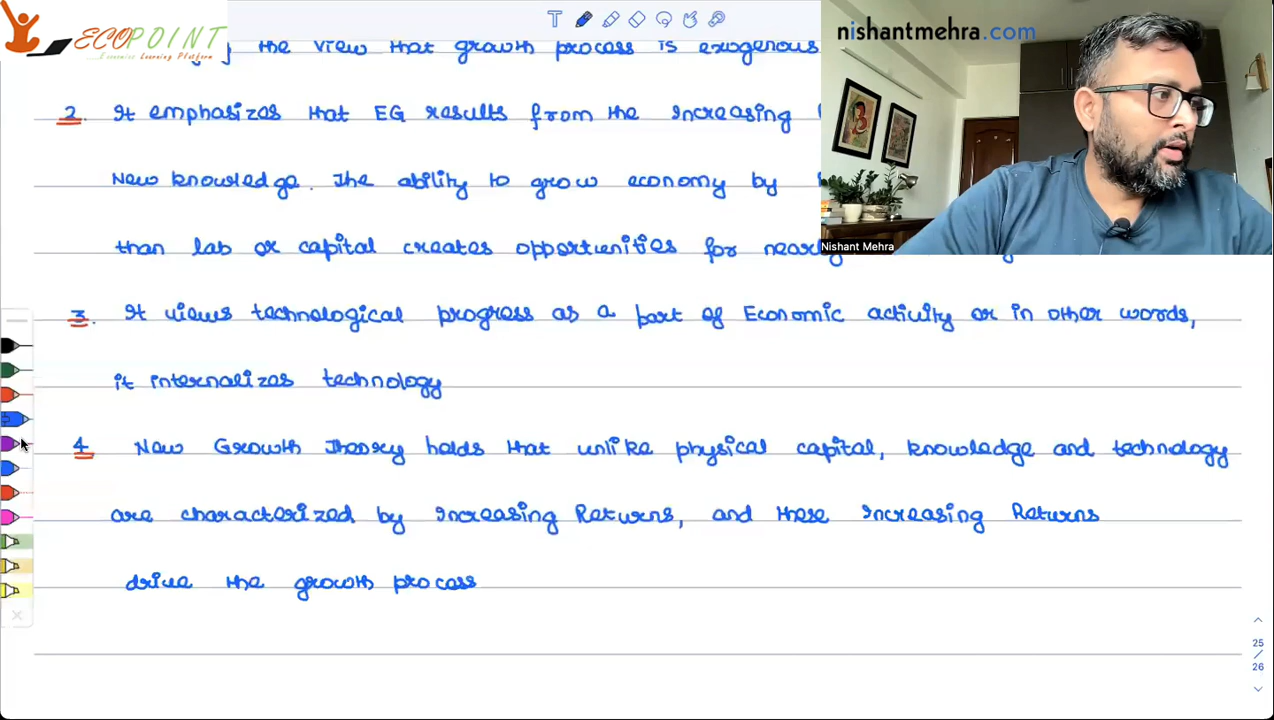 ECOPOINT
Economics Learning Platform
nishantmehra.com
the view that growth process is exogenous
2. It emphasizes that EG results from the Increasing
New knowledge. The ability to grow economy by
than lab or capital creates opportunities for
Nishant Mehra
3. It views technological progress as a part of Economic activity or in other words,
it internalizes technology
4 New Growth Theory holds that unlike physical capital, knowledge and technology
are characterized by Increasing Returns, and these Increasing Returns
drive the growth process
25
/
26